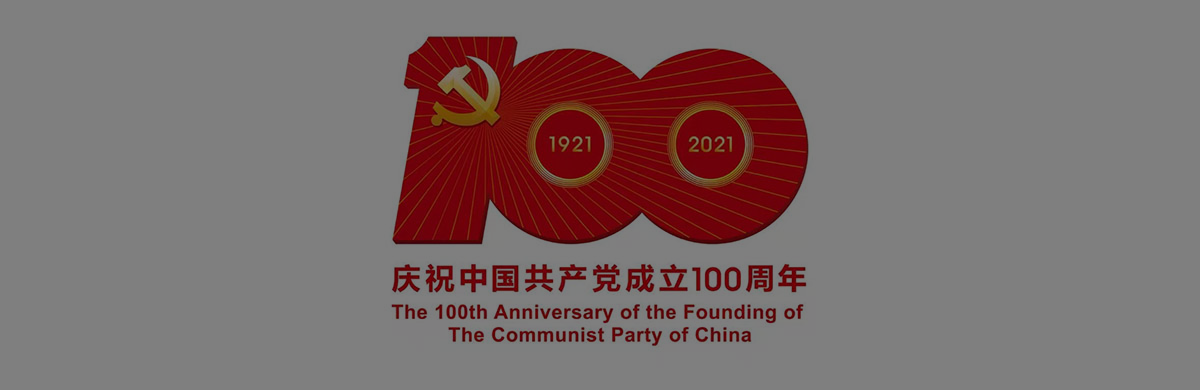 100
1921
2021
庆祝中国共产党成立100周年
The 100th Anniversary of the Founding of
The Communist Party of China